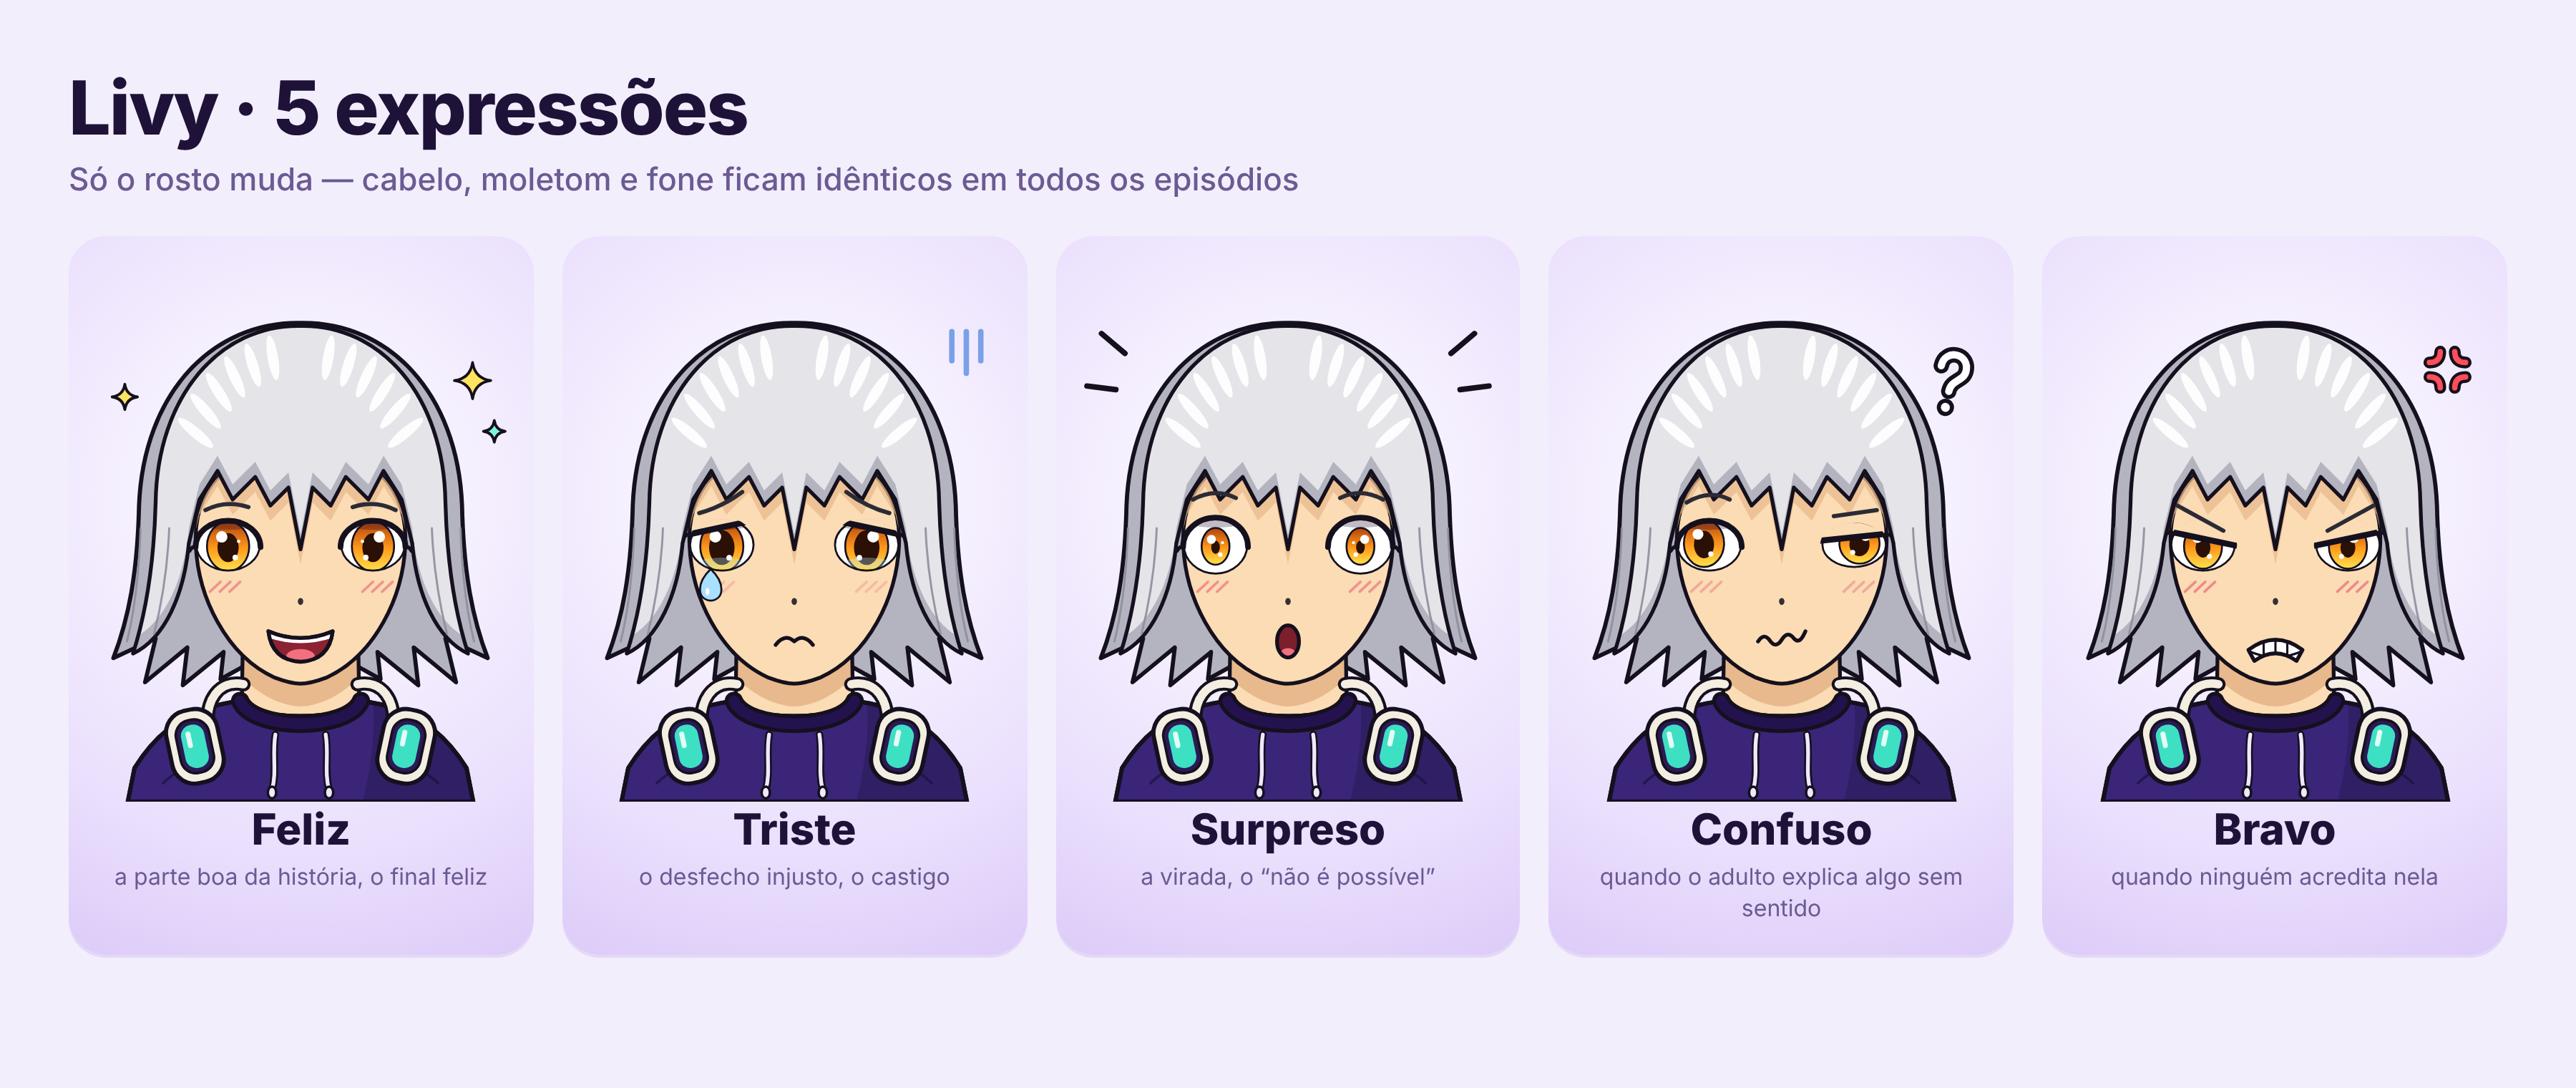 Livy · 5 expressões
Só o rosto muda — cabelo, moletom e fone ficam idênticos em todos os episódios
Feliz
a parte boa da história, o final feliz
Triste
o desfecho injusto, o castigo
Surpreso
a virada, o “não é possível”
?
Confuso
quando o adulto explica algo sem
sentido
Bravo
quando ninguém acredita nela